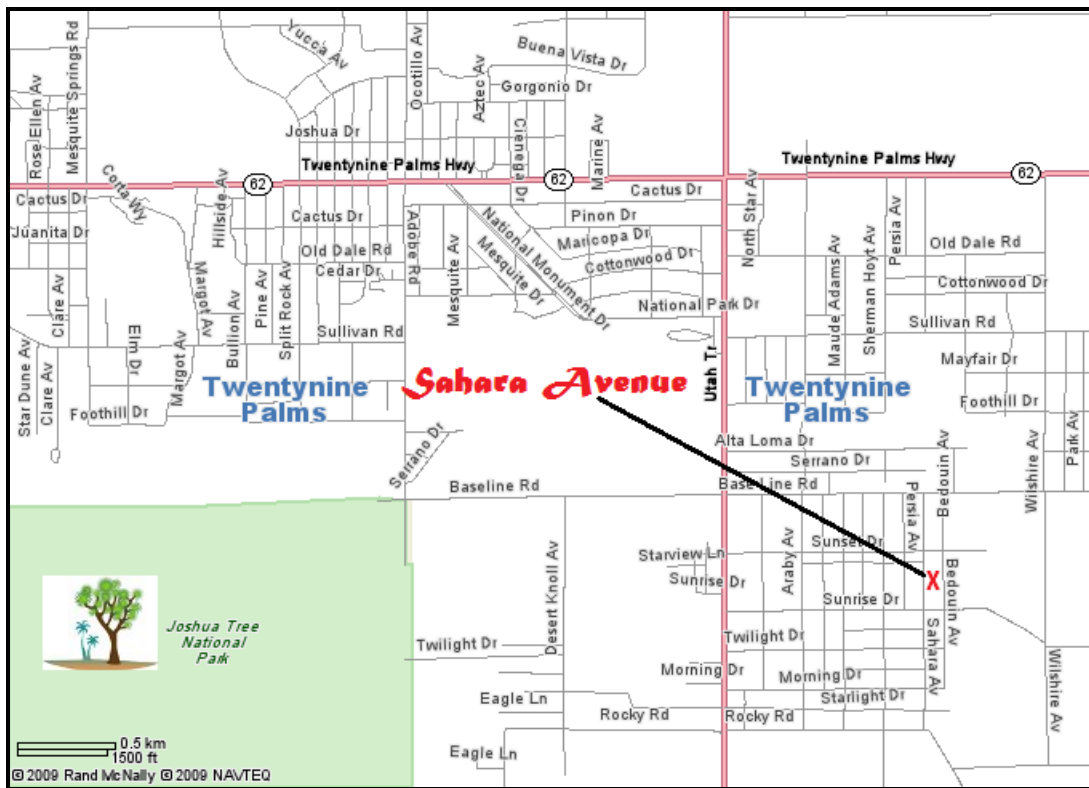 Rose Ellen Av
Mesquite Springs Rd
Yucca Av
Ocotillo Av
Aztec Av
Buena Vista Dr
Gorgonio Dr
Joshua Dr
Cienega Dr
Marine Av
Twentynine Palms Hwy
Twentynine Palms Hwy
62
62
62
Cactus Dr
Corta Wy
Hillside Av
Cactus Dr
Adobe Rd
Cactus Dr
Pinon Dr
North Star Av
Persia Av
Juanita Dr
Old Dale Rd
Cedar Dr
Mesquite Av
National Monument Dr
Mesquite Dr
Maricopa Dr
Cottonwood Dr
Maude Adams Av
Sherman Hoyt Av
Old Dale Rd
Cottonwood Dr
Clare Av
Margot Av
Bullion Av
Pine Av
Split Rock Av
Sullivan Rd
National Park Dr
Sullivan Rd
Star Dune Av
Clare Av
Elm Dr
Margot Av
Foothill Dr
Twentynine
Palms
Sahara Avenue
Utah Tr
Twentynine
Palms
Mayfair Dr
Foothill Dr
Serrano Dr
Alta Loma Dr
Serrano Dr
Bedouin Av
Wilshire Av
Park Av
Baseline Rd
Base Line Rd
Persia Av
Desert Knoll Av
Starview Ln
Sunrise Dr
Araby Av
Sunset Dr
X
Bedouin Av
Sunrise Dr
Joshua Tree
National
Park
Twilight Dr
Twilight Dr
Sahara Av
Wilshire Av
Morning Dr
Morning Dr
Eagle Ln
Starlight Dr
Rocky Rd
Rocky Rd
Eagle Ln
0.5 km
1500 ft
© 2009 Rand McNally © 2009 NAVTEQ